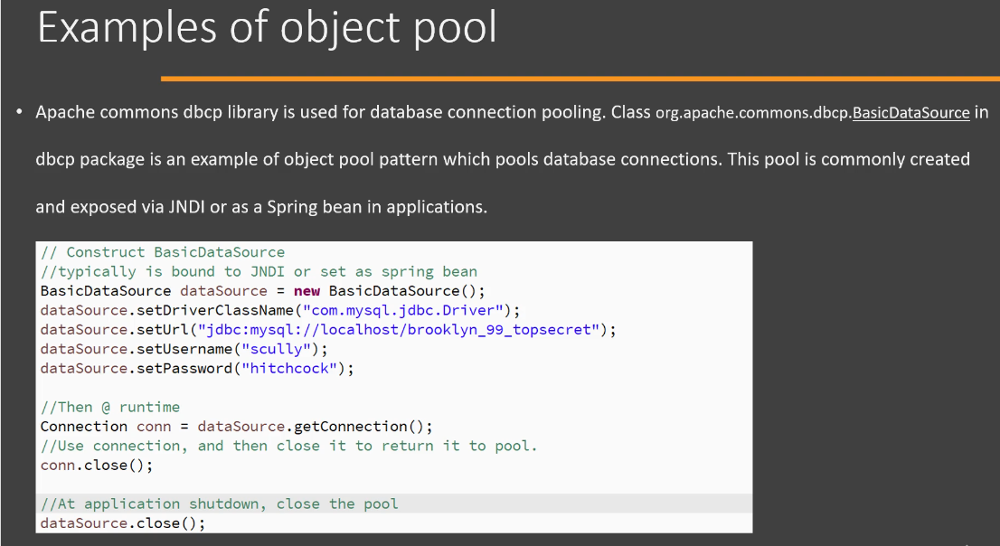 Examples of object pool
• Apache commons dbcp library is used for database connection pooling. Class org.apache.commons.dbcp.BasicDataSource in
dbcp package is an example of object pool pattern which pools database connections. This pool is commonly created
and exposed via JNDI or as a Spring bean in applications.
// Construct BasicDataSource
//typically is bound to JNDI or set as spring bean
BasicDataSource dataSource = new BasicDataSource();
dataSource.setDriverClassName("com.mysql.jdbc.Driver");
dataSource.setUrl("jdbc:mysql://localhost/brooklyn_99_topsecret");
dataSource.setUsername("scully");
dataSource.setPassword("hitchcock");
//Then @ runtime
Connection conn = dataSource.getConnection();
//Use connection, and then close it to return it to pool.
conn.close();
//At application shutdown, close the pool
dataSource.close();